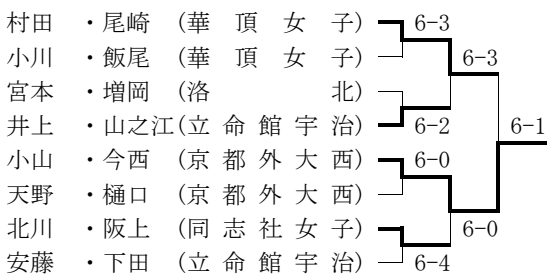 村田 ・尾崎 (華頂女子) 6-3
小川 ・飯尾 (華頂女子) 6-3
宮本 ・増岡 (洛北)
井上 ・山之江(立命館宇治) 6-2 6-1
小山 ・今西 (京都外大西) 6-0
天野 ・樋口 (京都外大西)
北川 ・阪上 (同志社女子) 6-0
安藤 ・下田 (立命館宇治) 6-4